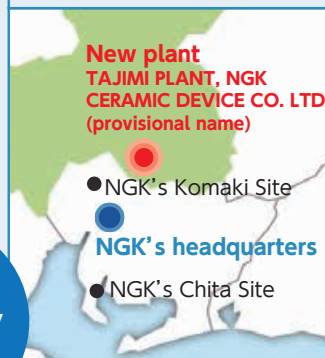 New plant
TAJIMI PLANT, NGK
CERAMIC DEVICE CO. LTD
(provisional name)
NGK's Komaki Site
NGK's headquarters
NGK's Chita Site